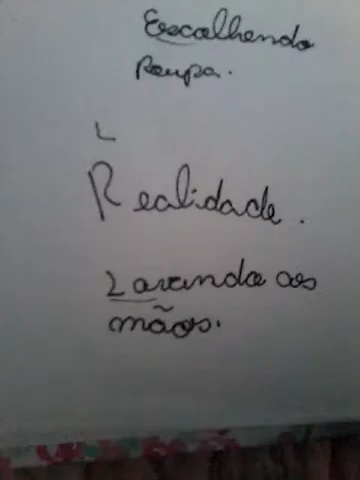 Escolhendo
Roupa.
Realidade.
Lavando as
mãos.